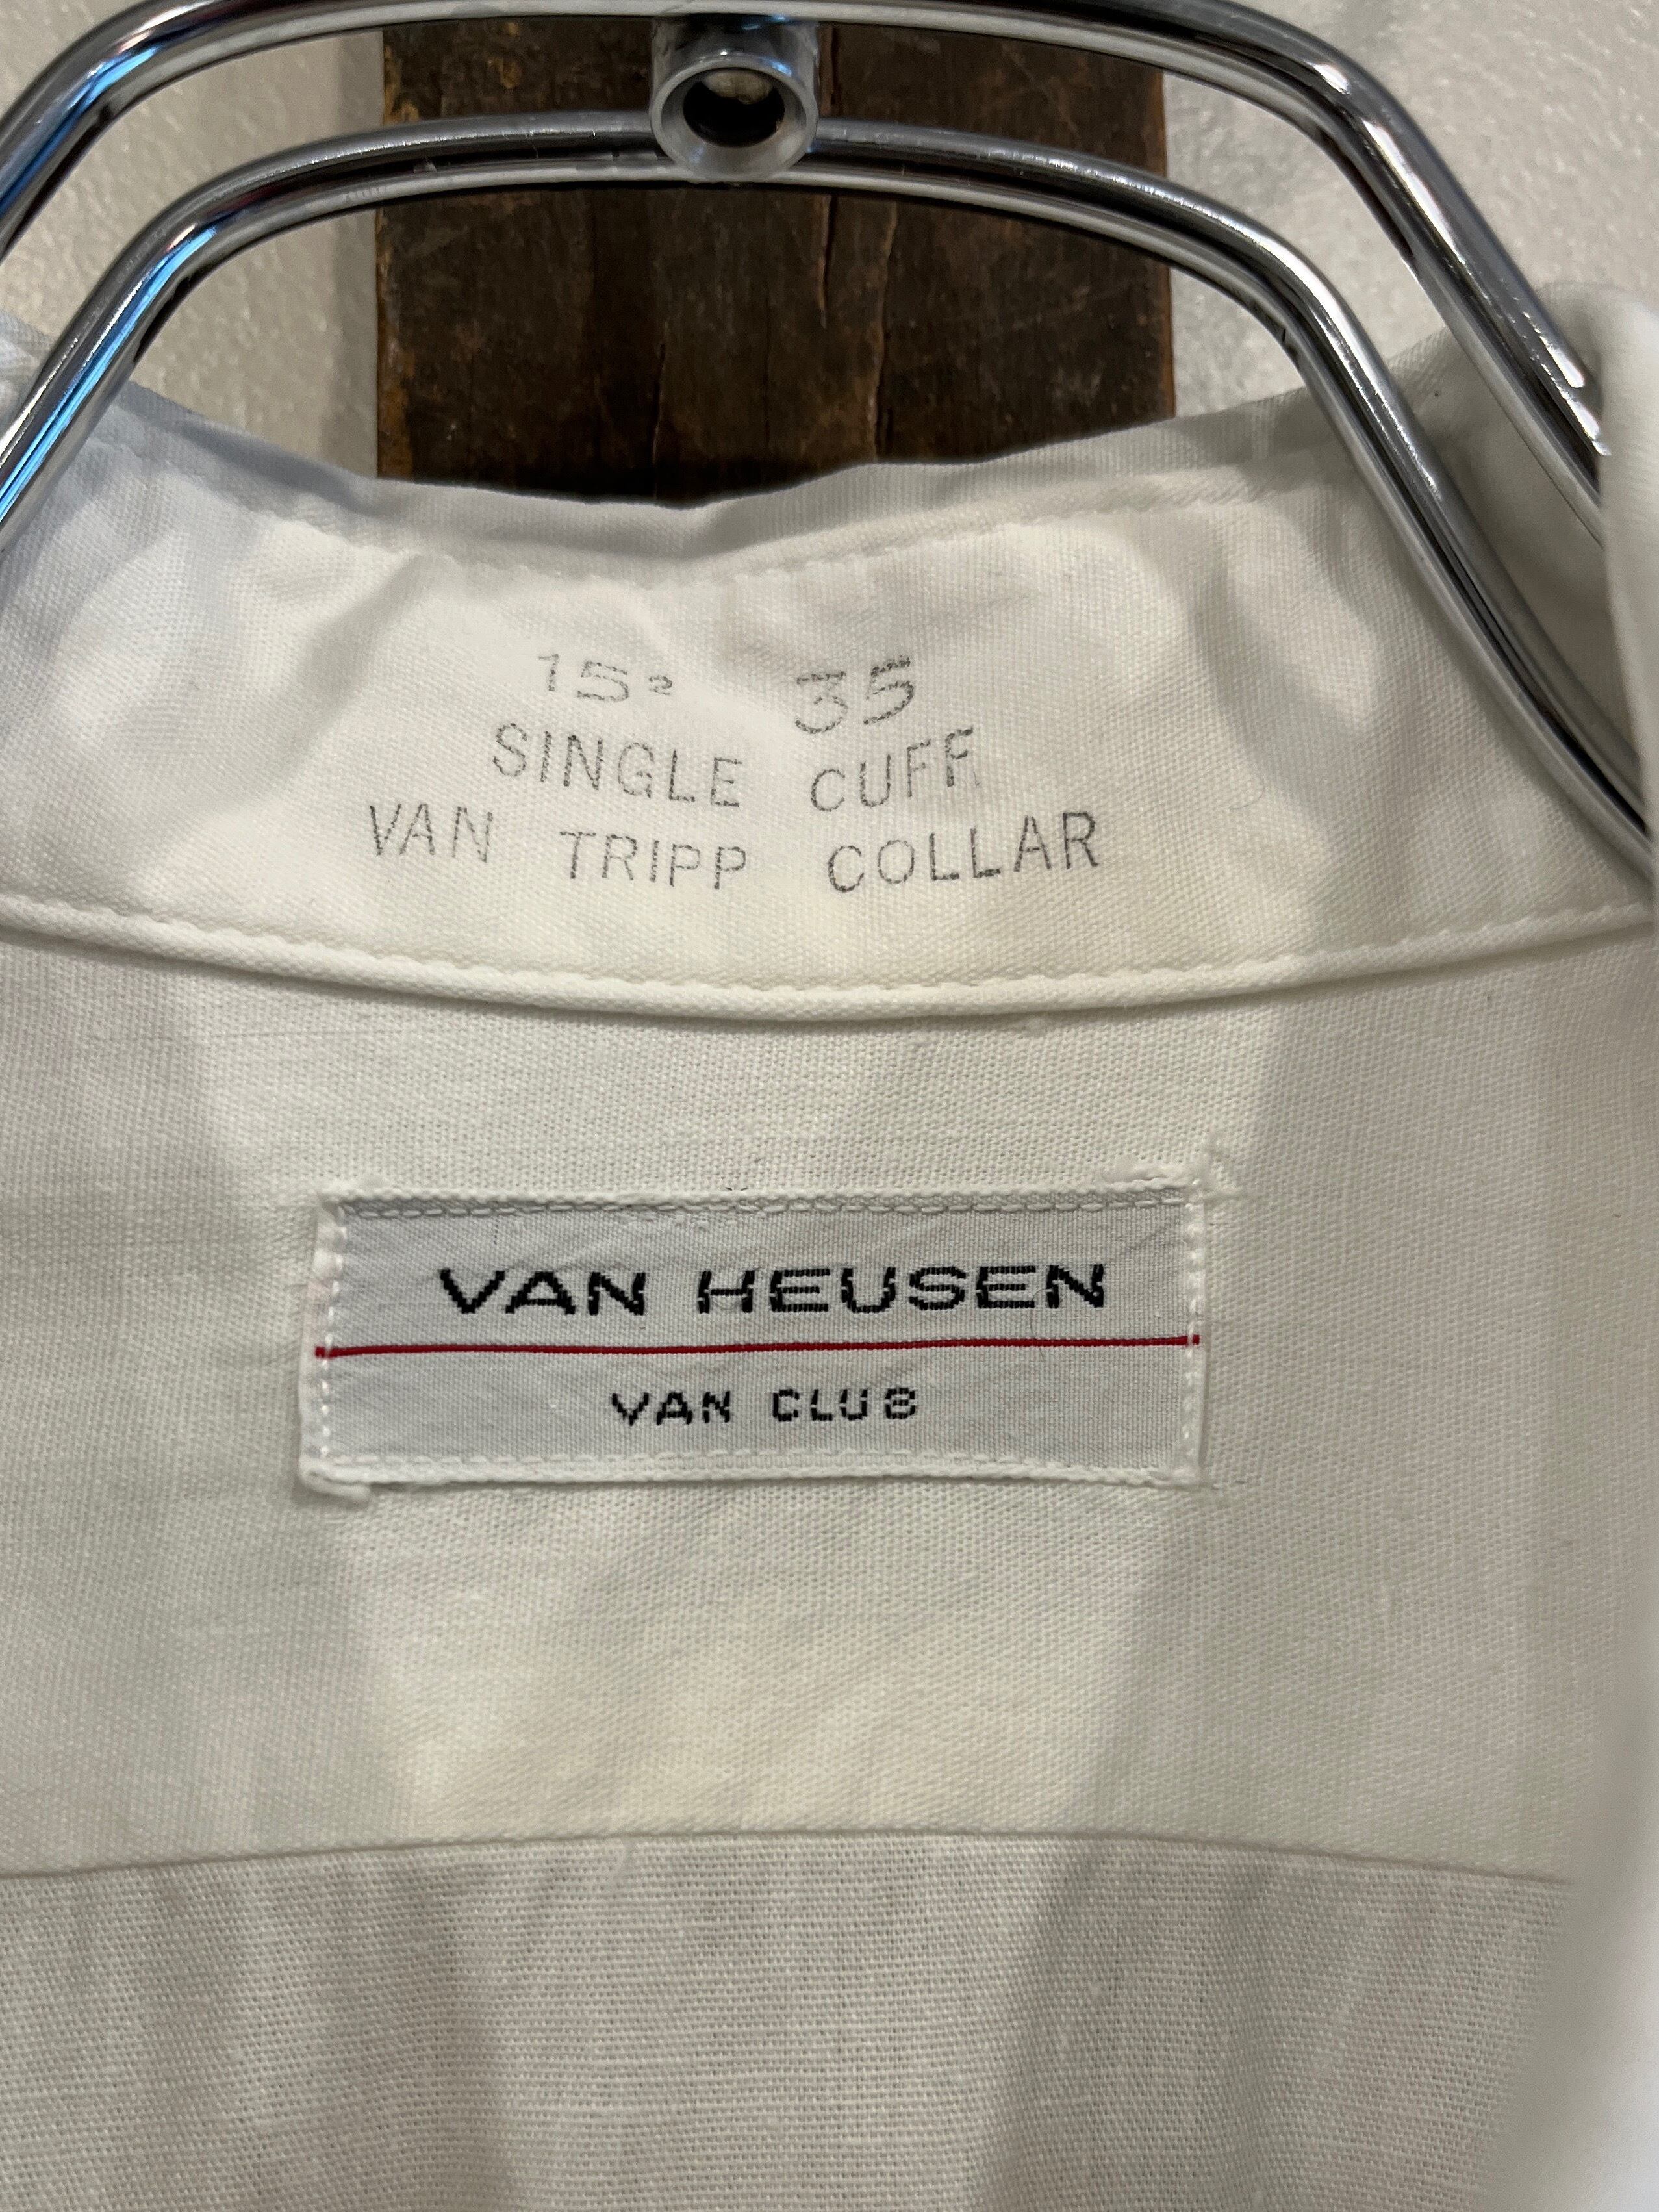 15² 35
SINGLE CUFF
VAN TRIPP COLLAR
VAN HEUSEN
VAN CLUB